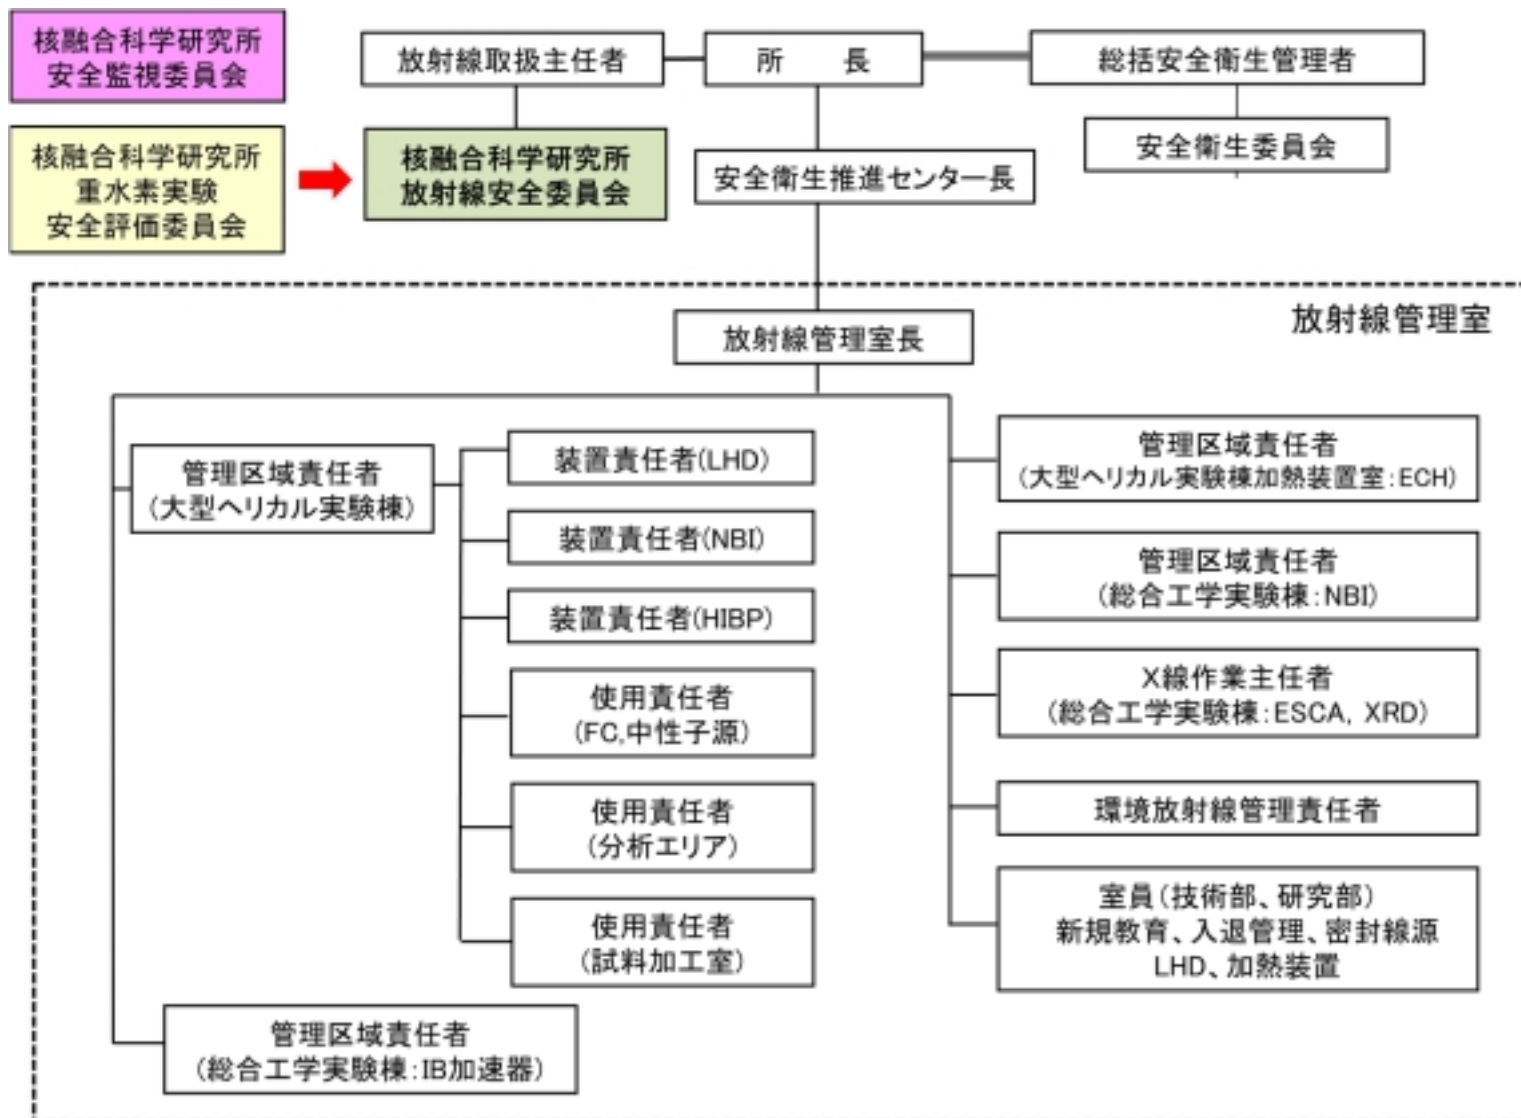 核融合科学研究所
安全監視委員会
放射線取扱主任者
所 長
総括安全衛生管理者
核融合科学研究所
重水素実験
安全評価委員会
核融合科学研究所
放射線安全委員会
安全衛生推進センター長
安全衛生委員会
放射線管理室
放射線管理室長
管理区域責任者
(大型ヘリカル実験棟)
装置責任者(LHD)
装置責任者(NBI)
装置責任者(HIBP)
使用責任者
(FC,中性子源)
使用責任者
(分析エリア)
使用責任者
(試料加工室)
管理区域責任者
(総合工学実験棟:IB加速器)
管理区域責任者
(大型ヘリカル実験棟加熱装置室:ECH)
管理区域責任者
(総合工学実験棟:NBI)
X線作業主任者
(総合工学実験棟:ESCA, XRD)
環境放射線管理責任者
室員(技術部、研究部)
新規教育、入退管理、密封線源
LHD、加熱装置